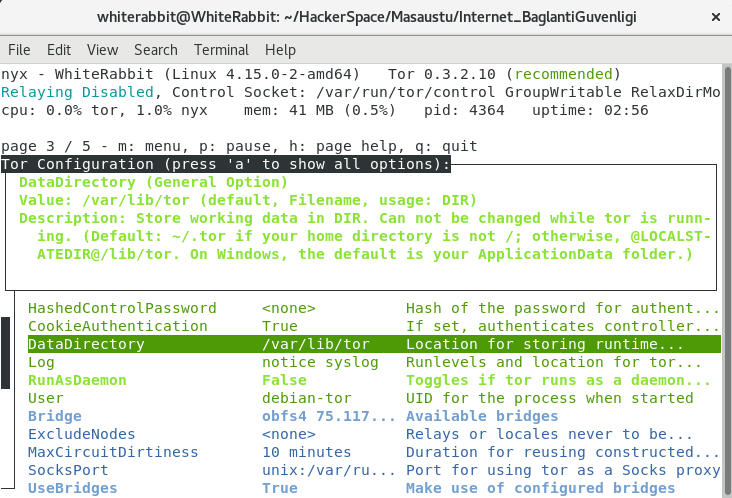 whiterabbit@WhiteRabbit: ~/HackerSpace/Masaustu/Internet_BaglantiGuvenligi
File Edit View Search Terminal Help
nyx - WhiteRabbit (Linux 4.15.0-2-amd64)   Tor 0.3.2.10 (recommended)
Relaying Disabled, Control Socket: /var/run/tor/control GroupWritable RelaxDirMo
cpu: 0.0% tor, 1.0% nyx    mem: 41 MB (0.5%)   pid: 4364   uptime: 02:56
page 3 / 5 - m: menu, p: pause, h: page help, q: quit
Tor Configuration (press 'a' to show all options):
DataDirectory (General Option)
Value: /var/lib/tor (default, Filename, usage: DIR)
Description: Store working data in DIR. Can not be changed while tor is runn-
ing. (Default: ~/.tor if your home directory is not /; otherwise, @LOCALST-
ATEDIR@/lib/tor. On Windows, the default is your ApplicationData folder.)
HashedControlPassword     <none>          Hash of the password for authent...
CookieAuthentication      True            If set, authenticates controller...
DataDirectory             /var/lib/tor    Location for storing runtime...
Log                       notice syslog   Runlevels and location for tor...
RunAsDaemon               False           Toggles if tor runs as a daemon...
User                      debian-tor      UID for the process when started
Bridge                    obfs4 75.117... Available bridges
ExcludeNodes              <none>          Relays or locales never to be...
MaxCircuitDirtiness       10 minutes      Duration for reusing constructed...
SocksPort                 unix:/var/ru... Port for using tor as a Socks proxy
UseBridges                True            Make use of configured bridges